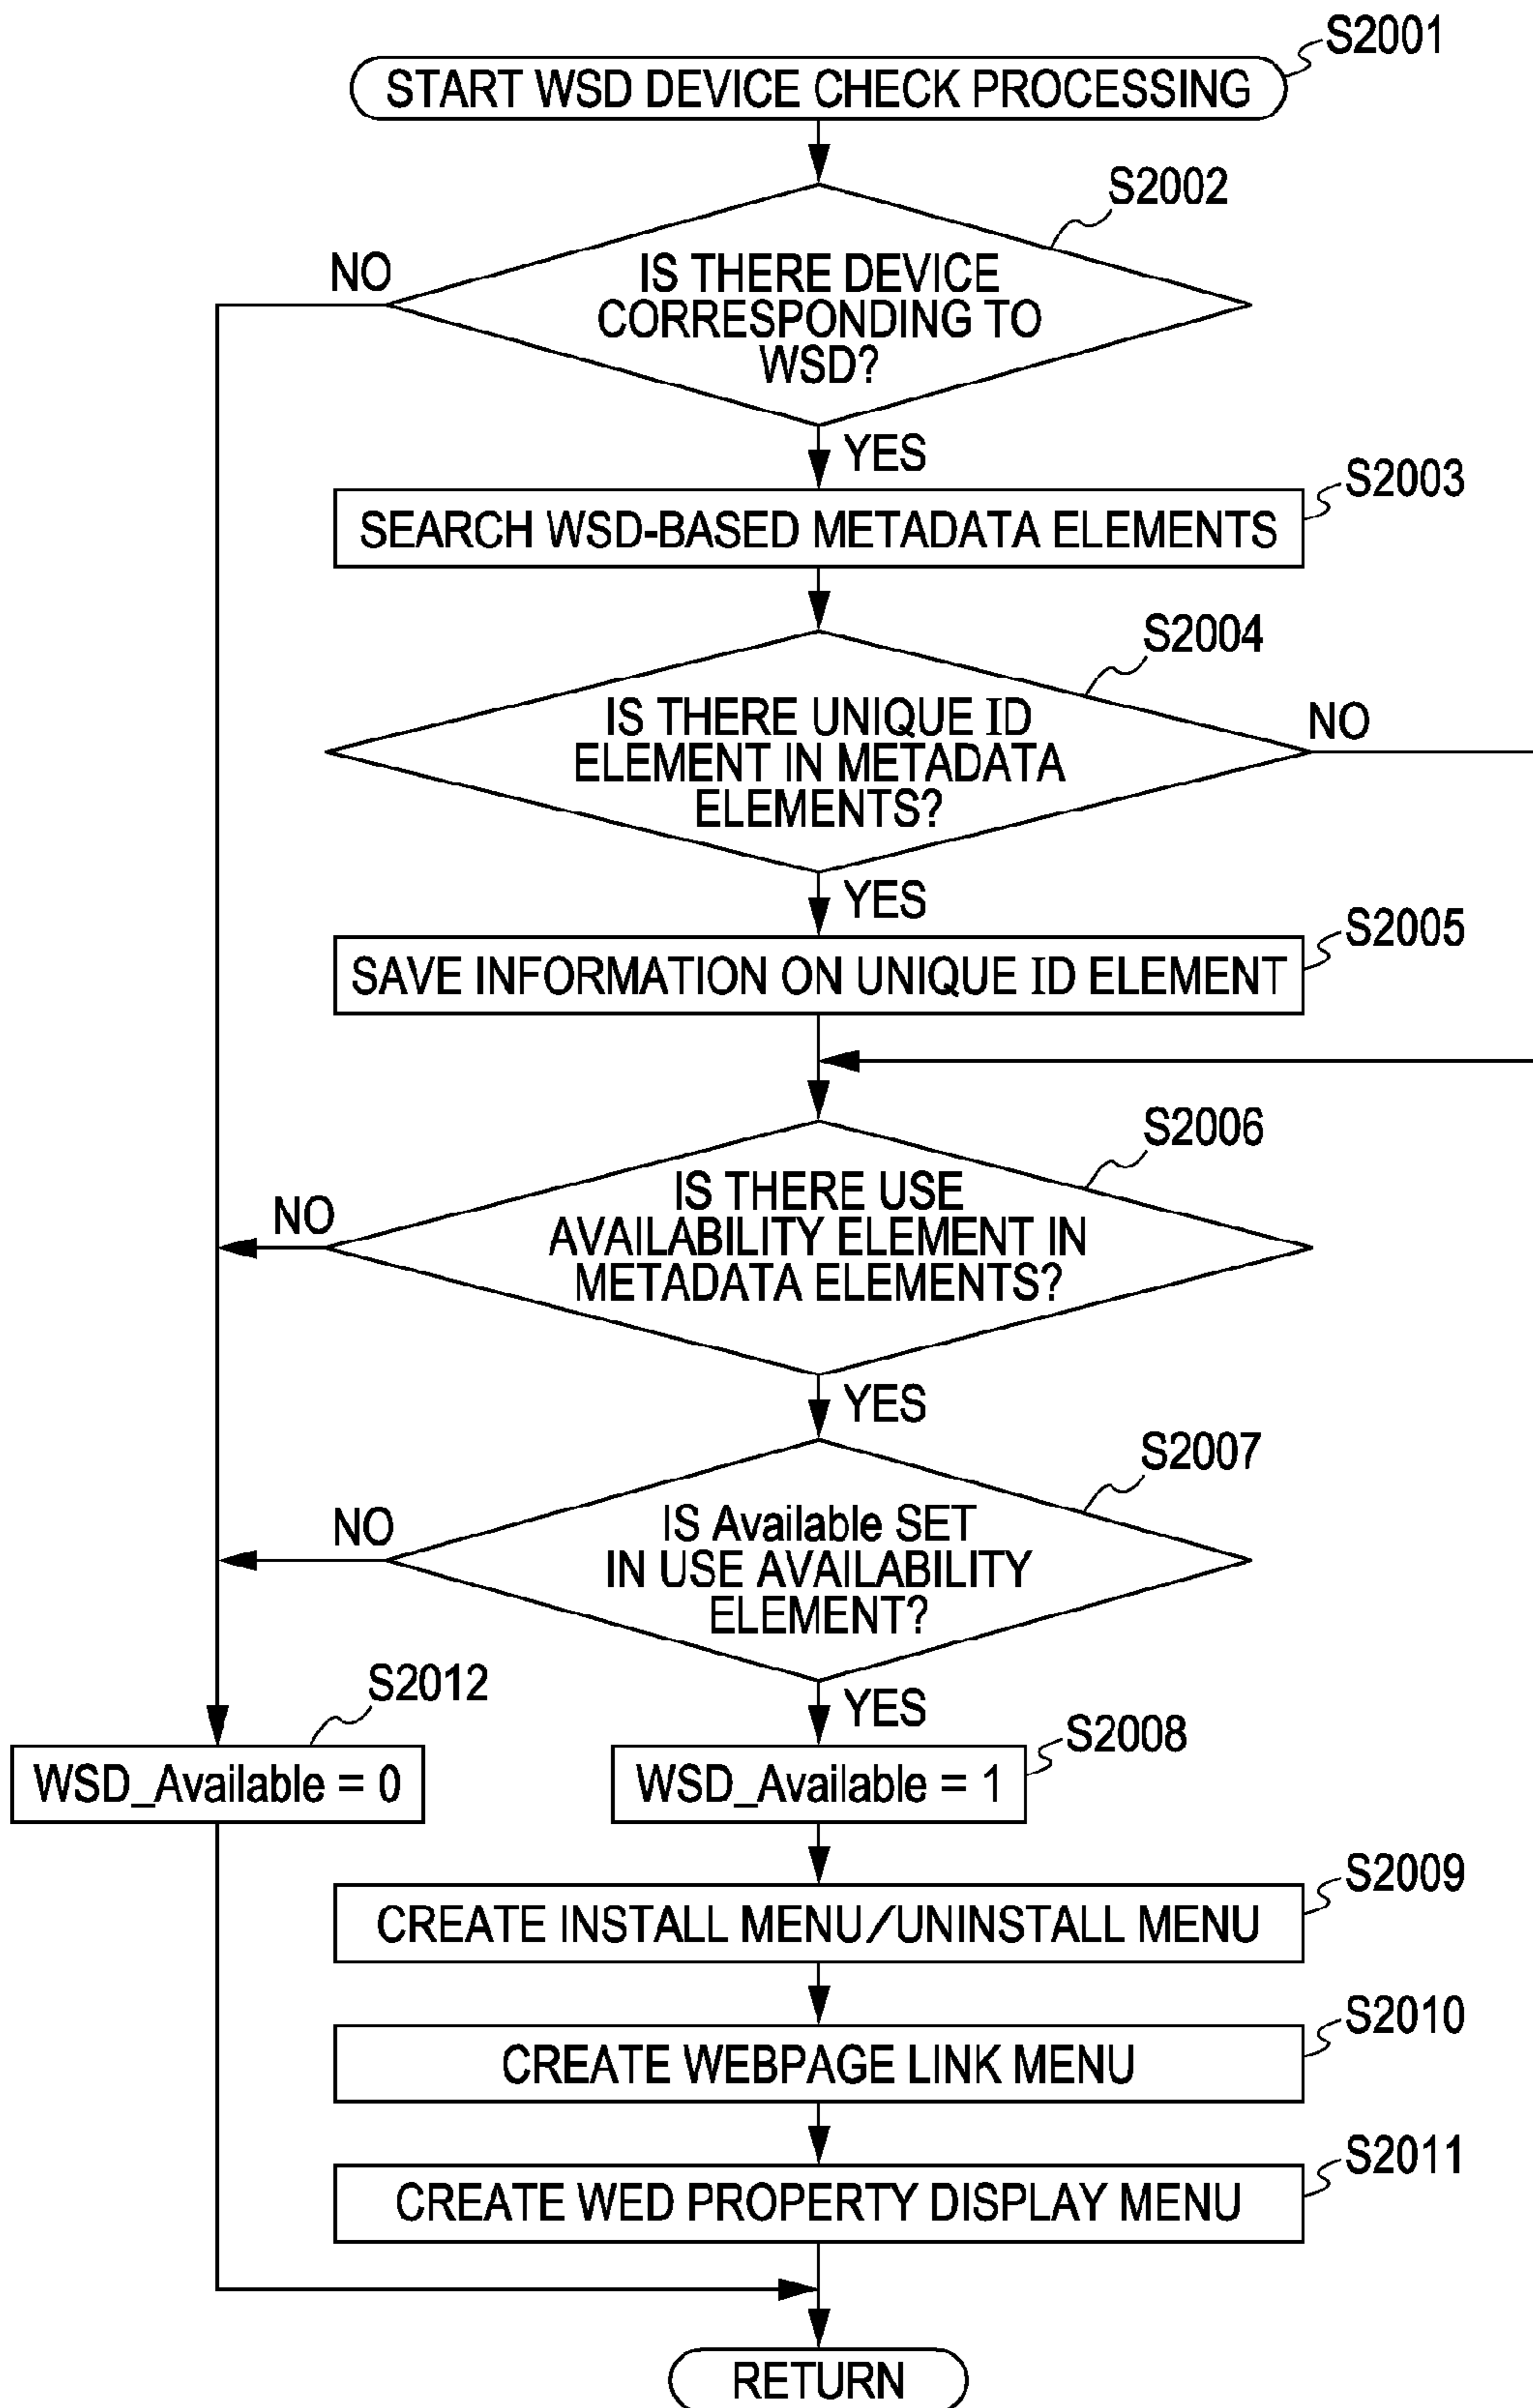 S2001
START WSD DEVICE CHECK PROCESSING
S2002
NO
IS THERE DEVICE
CORRESPONDING TO
WSD?
YES
S2003
SEARCH WSD-BASED METADATA ELEMENTS
S2004
IS THERE UNIQUE ID
ELEMENT IN METADATA
ELEMENTS?
NO
YES
S2005
SAVE INFORMATION ON UNIQUE ID ELEMENT
S2006
IS THERE USE
AVAILABILITY ELEMENT IN
METADATA ELEMENTS?
NO
YES
S2007
IS Available SET
IN USE AVAILABILITY
ELEMENT?
NO
YES
S2012
WSD_Available = 0
S2008
WSD_Available = 1
S2009
CREATE INSTALL MENU/UNINSTALL MENU
S2010
CREATE WEBPAGE LINK MENU
S2011
CREATE WED PROPERTY DISPLAY MENU
RETURN